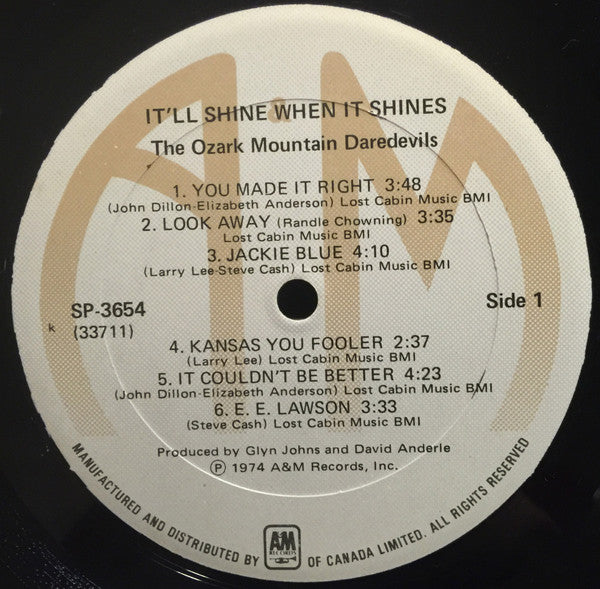 IT'LL SHINE WHEN IT SHINES
The Ozark Mountain Daredevils
1. YOU MADE IT RIGHT 3:48
(John Dillon-Elizabeth Anderson) Lost Cabin Music BMI
2. LOOK AWAY (Randle Chowning) 3:35
Lost Cabin Music BMI
3. JACKIE BLUE 4:10
(Larry Lee-Steve Cash) Lost Cabin Music BMI
SP-3654
k (33711)
Side 1
4. KANSAS YOU FOOLER 2:37
(Larry Lee) Lost Cabin Music BMI
5. IT COULDN'T BE BETTER 4:23
(John Dillon-Elizabeth Anderson) Lost Cabin Music BMI
6. E. E. LAWSON 3:33
(Steve Cash) Lost Cabin Music BMI
Produced by Glyn Johns and David Anderle
Ⓟ 1974 A&M Records, Inc.
MANUFACTURED AND DISTRIBUTED BY A&M RECORDS OF CANADA LIMITED. ALL RIGHTS RESERVED